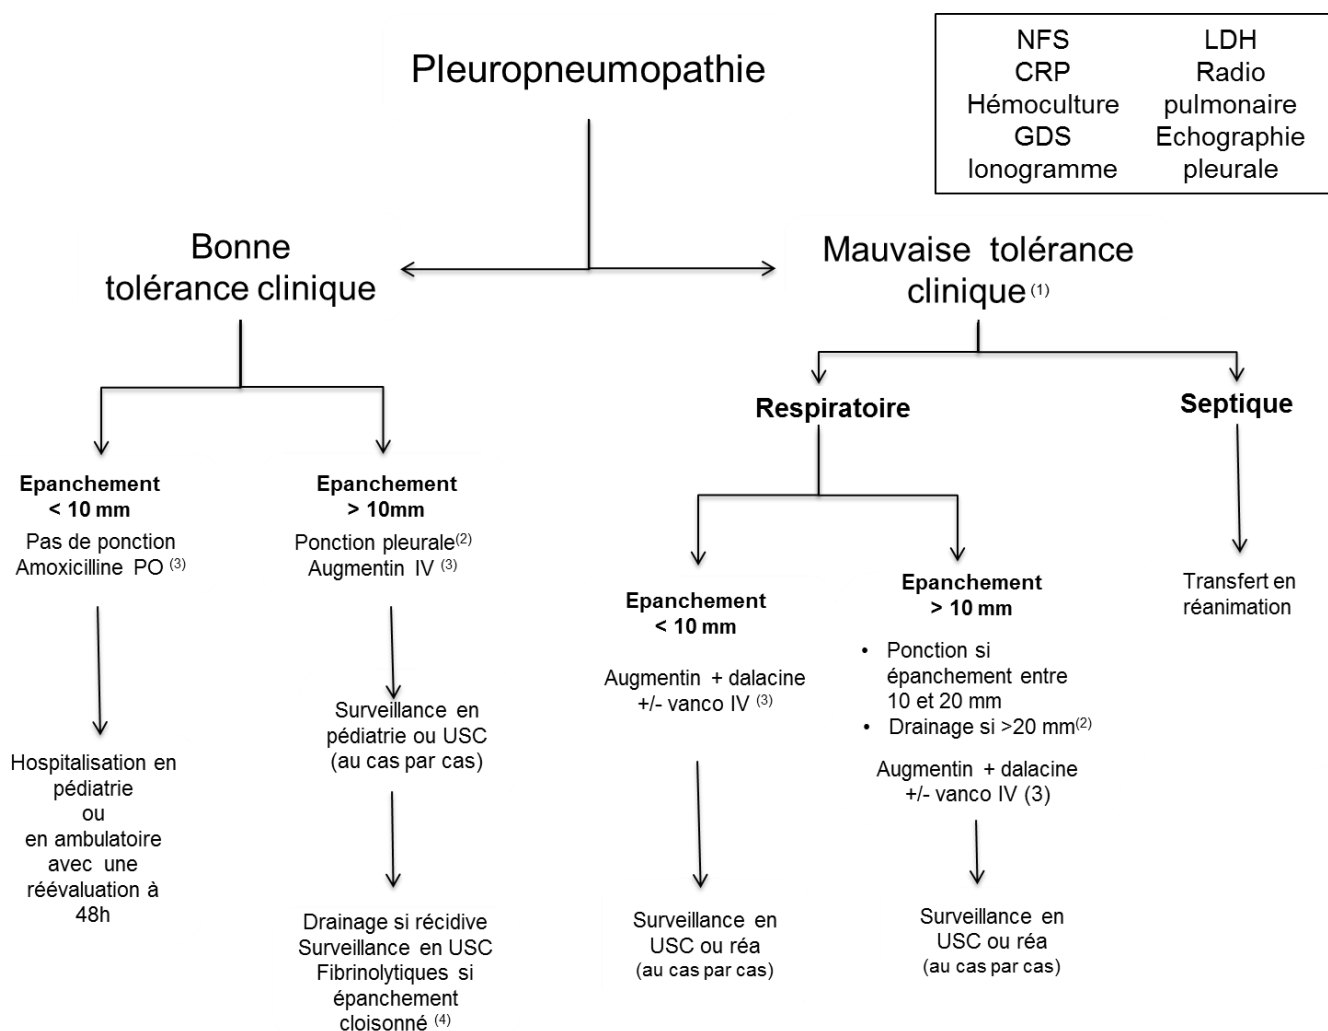 Pleuropneumopathie
NFS
CRP
Hémoculture
GDS
Ionogramme
LDH
Radio
pulmonaire
Echographie
pleurale
Bonne
tolérance clinique
Mauvaise tolérance
clinique (1)
Respiratoire
Septique
Epanchement
< 10 mm
Pas de ponction
Amoxicilline PO (3)
Hospitalisation en
pédiatrie
ou
en ambulatoire
avec une
réévaluation à
48h
Epanchement
> 10mm
Ponction pleurale(2)
Augmentin IV (3)
Surveillance en
pédiatrie ou USC
(au cas par cas)
Drainage si récidive
Surveillance en USC
Fibrinolytiques si
épanchement
cloisonné (4)
Epanchement
< 10 mm
Augmentin + dalacine
+/- vanco IV (3)
Surveillance en
USC ou réa
(au cas par cas)
Epanchement
> 10 mm
• Ponction si
épanchement entre
10 et 20 mm
• Drainage si >20 mm(2)
Augmentin + dalacine
+/- vanco IV (3)
Surveillance en
USC ou réa
(au cas par cas)
Transfert en
réanimation